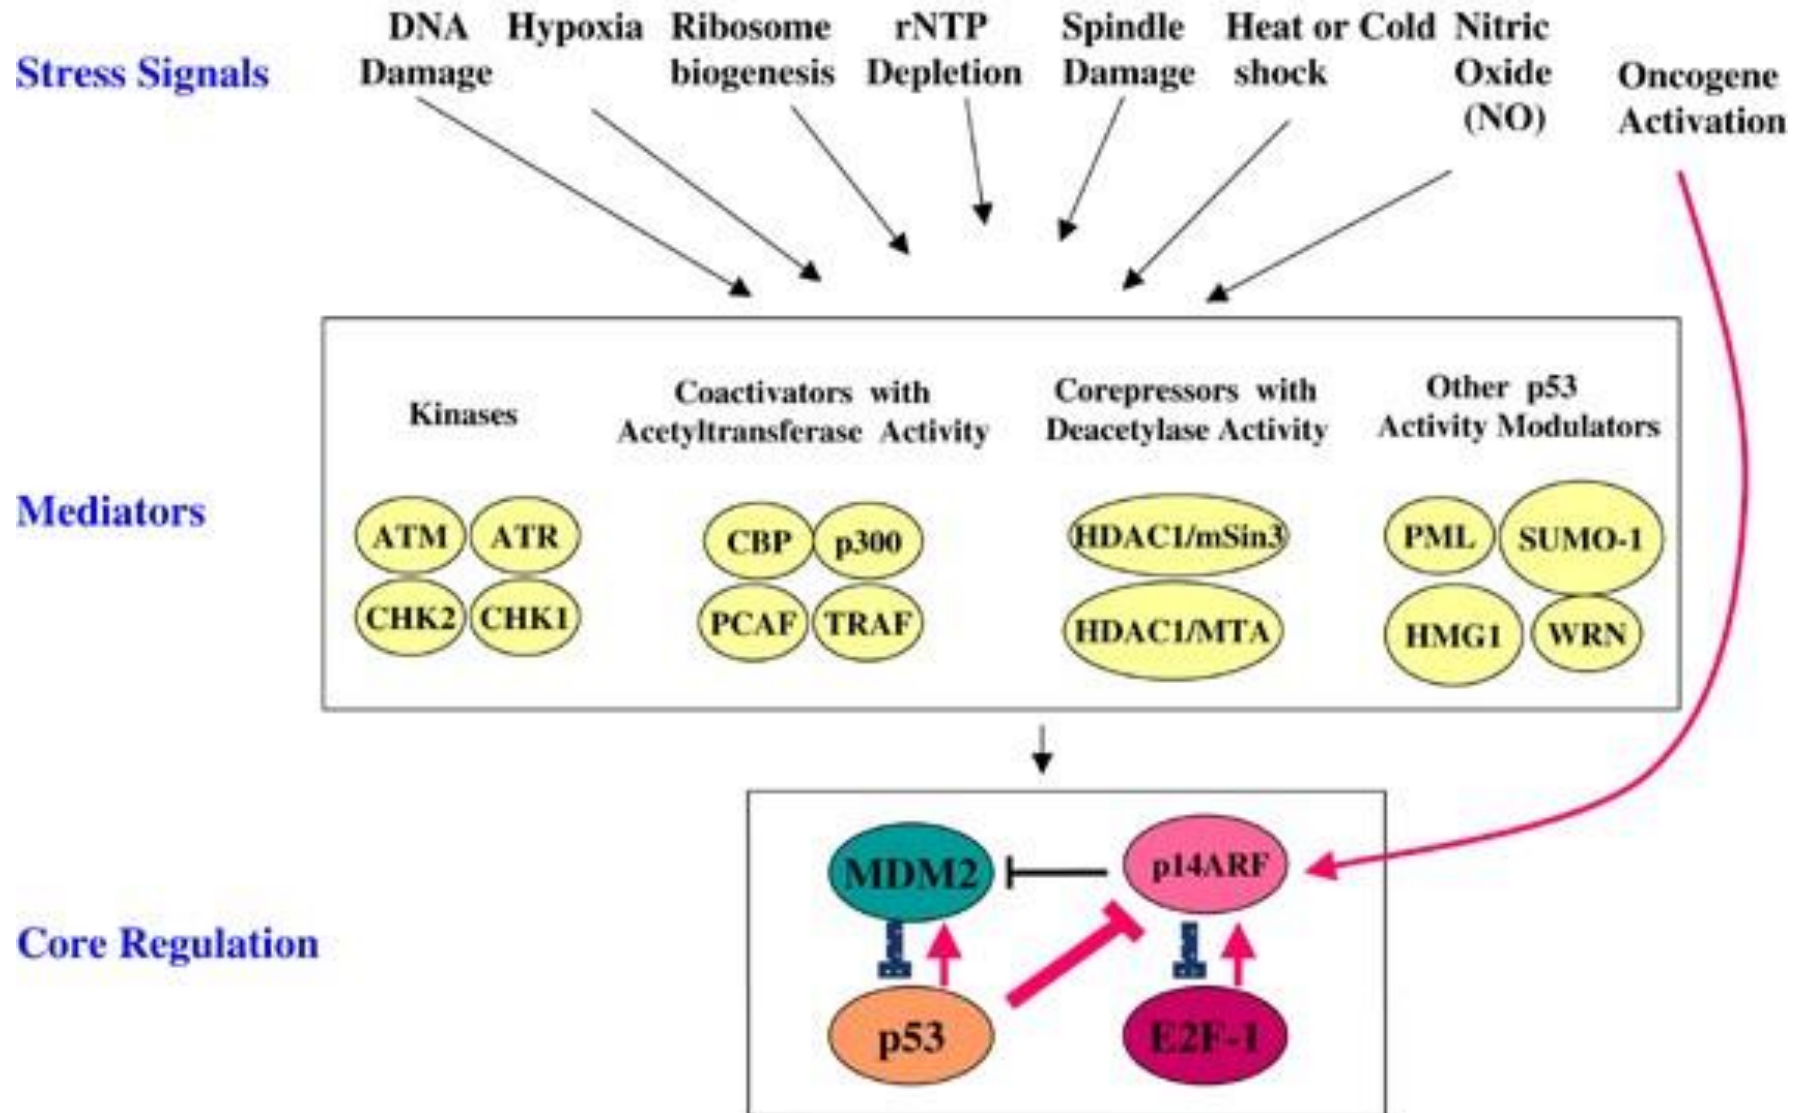 Stress Signals
DNA
Damage
Hypoxia
Ribosome
biogenesis
rNTP
Depletion
Spindle
Damage
Heat or Cold
shock
Nitric
Oxide
(NO)
Oncogene
Activation
Mediators
Kinases
ATM
ATR
CHK2
CHK1
Coactivators with
Acetyltransferase Activity
CBP
p300
PCAF
TRAF
Corepressors with
Deacetylase Activity
HDAC1/mSin3
HDAC1/MTA
Other p53
Activity Modulators
PML
SUMO-1
HMG1
WRN
Core Regulation
MDM2
p14ARF
p53
E2F-1